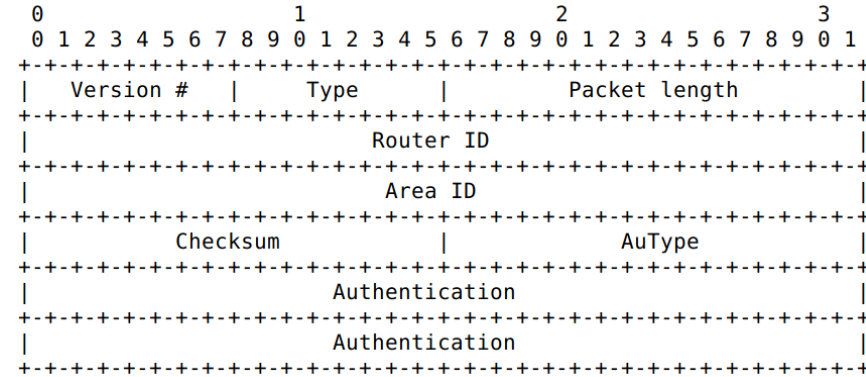 0                   1                   2                   3
 0 1 2 3 4 5 6 7 8 9 0 1 2 3 4 5 6 7 8 9 0 1 2 3 4 5 6 7 8 9 0 1
+-+-+-+-+-+-+-+-+-+-+-+-+-+-+-+-+-+-+-+-+-+-+-+-+-+-+-+-+-+-+-+-+
|   Version #   |     Type      |         Packet length         |
+-+-+-+-+-+-+-+-+-+-+-+-+-+-+-+-+-+-+-+-+-+-+-+-+-+-+-+-+-+-+-+-+
|                          Router ID                            |
+-+-+-+-+-+-+-+-+-+-+-+-+-+-+-+-+-+-+-+-+-+-+-+-+-+-+-+-+-+-+-+-+
|                           Area ID                             |
+-+-+-+-+-+-+-+-+-+-+-+-+-+-+-+-+-+-+-+-+-+-+-+-+-+-+-+-+-+-+-+-+
|           Checksum            |             AuType            |
+-+-+-+-+-+-+-+-+-+-+-+-+-+-+-+-+-+-+-+-+-+-+-+-+-+-+-+-+-+-+-+-+
|                       Authentication                          |
+-+-+-+-+-+-+-+-+-+-+-+-+-+-+-+-+-+-+-+-+-+-+-+-+-+-+-+-+-+-+-+-+
|                       Authentication                          |
+-+-+-+-+-+-+-+-+-+-+-+-+-+-+-+-+-+-+-+-+-+-+-+-+-+-+-+-+-+-+-+-+